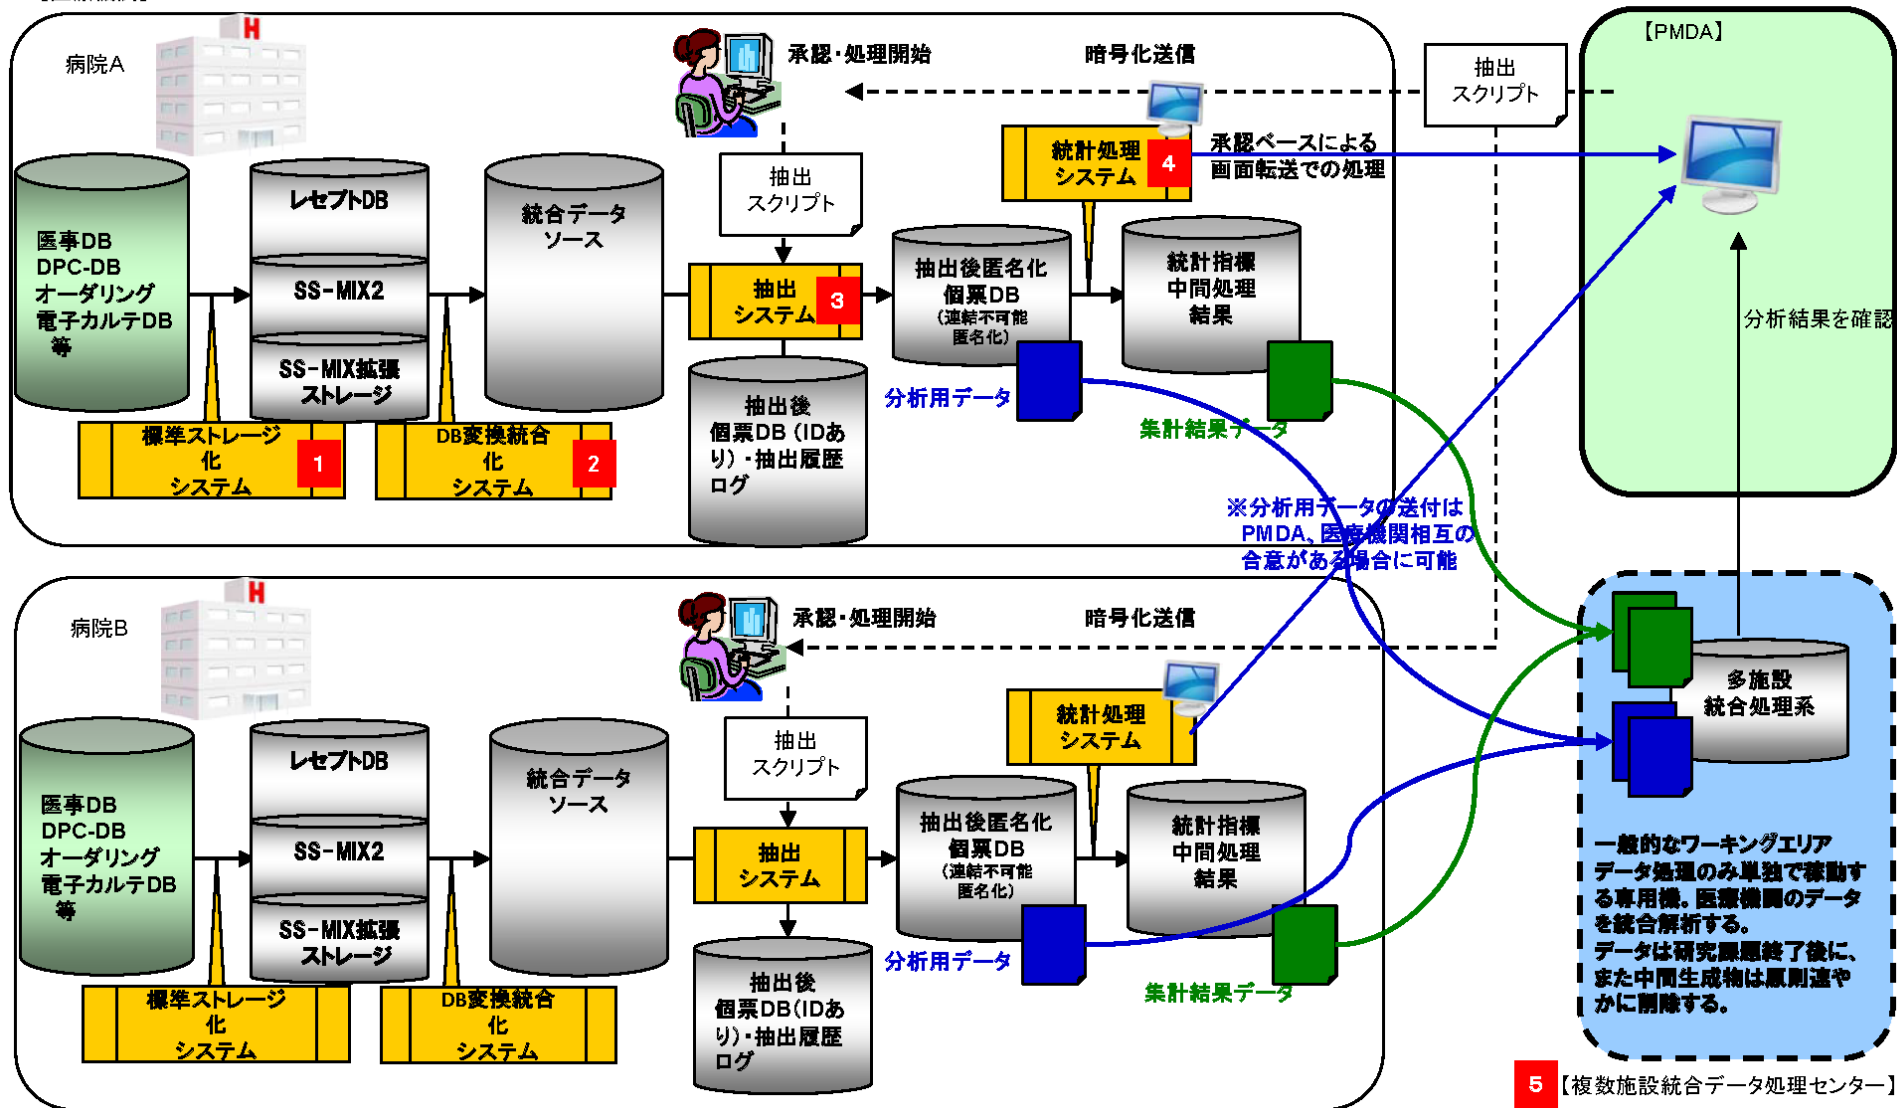 病院A
H
承認・処理開始
暗号化送信
抽出
スクリプト
【PMDA】
統計処理
システム
4
承認ベースによる
画面転送での処理
抽出
スクリプト
医事DB
DPC-DB
オーダリング
電子カルテDB
等
レセプトDB
SS-MIX2
SS-MIX拡張
ストレージ
統合データ
ソース
抽出
システム
3
抽出後匿名化
個票DB
(連結不可能
匿名化)
統計指標
中間処理
結果
分析結果を確認
分析用データ
集計結果データ
抽出後
個票DB (IDあ
り)・抽出履歴
ログ
標準ストレージ
化
システム
1
DB変換統合
化
システム
2
※分析用データの送付は
PMDA、医療機関相互の
合意がある場合に可能
病院B
H
承認・処理開始
暗号化送信
抽出
スクリプト
統計処理
システム
医事DB
DPC-DB
オーダリング
電子カルテDB
等
レセプトDB
SS-MIX2
SS-MIX拡張
ストレージ
統合データ
ソース
抽出
システム
抽出後匿名化
個票DB
(連結不可能
匿名化)
統計指標
中間処理
結果
分析用データ
集計結果データ
抽出後
個票DB(IDあ
り)・抽出履歴
ログ
標準ストレージ
化
システム
DB変換統合
化
システム
多施設
統合処理系
一般的なワーキングエリア
データ処理のみ単独で稼動す
る専用機。医療機関のデータ
を統合解析する。
データは研究課題終了後に、
また中間生成物は原則速や
かに削除する。
5
【複数施設統合データ処理センター】